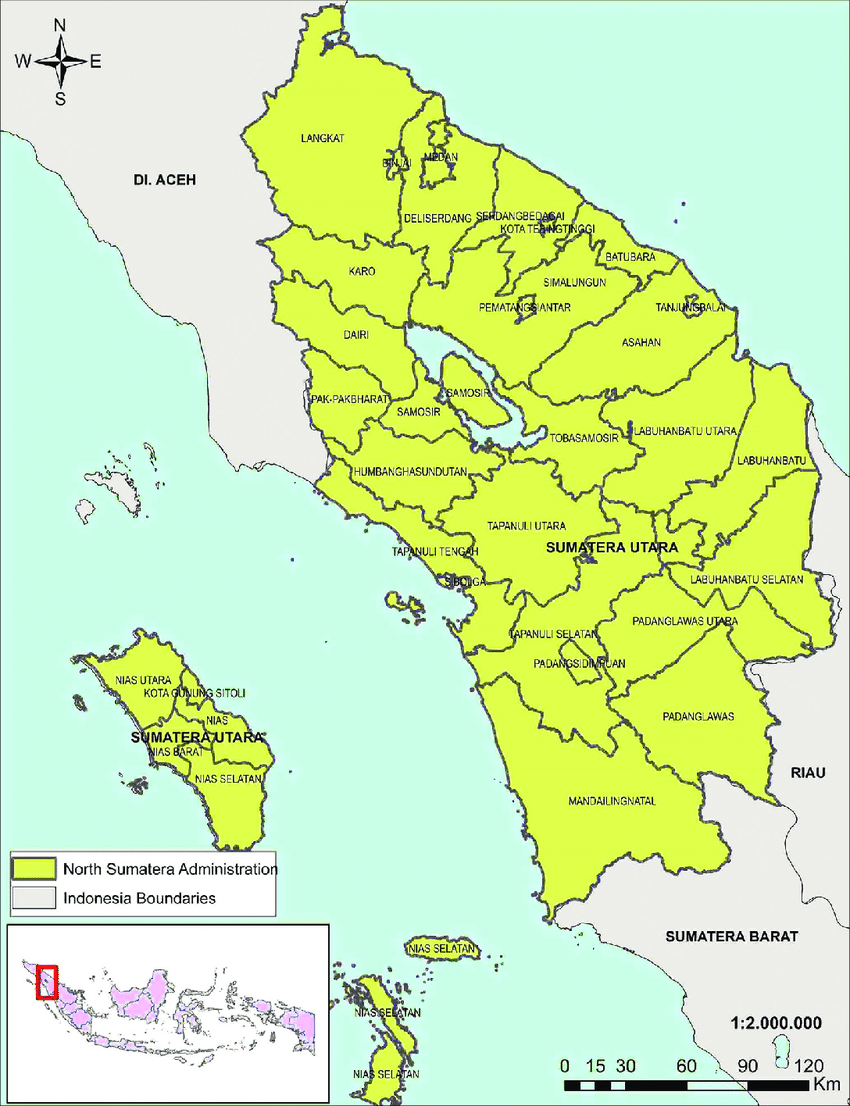 N
W E
S
LANGKAT
DI. ACEH
BINJAI
MEDAN
DELISERDANG
SERDANGBEDAGAI
KOTA TEBINGTINGGI
BATUBARA
KARO
SIMALUNGUN
PEMATANGSIANTAR
TANJUNGBALAI
DAIRI
ASAHAN
PAK-PAKBHARAT
SAMOSIR
SAMOSIR
TOBASAMOSIR
LABUHANBATU UTARA
LABUHANBATU
HUMBANGHASUNDUTAN
TAPANULI UTARA
SUMATERA UTARA
TAPANULI TENGAH
SIBOLGA
LABUHANBATU SELATAN
TAPANULI SELATAN
PADANGLAWAS UTARA
PADANGSIDIMPUAN
NIAS UTARA
KOTA GUNUNG SITOLI
NIAS
SUMATERA UTARA
NIAS BARAT
NIAS SELATAN
PADANGLAWAS
RIAU
MANDAILINGNATAL
North Sumatera Administration
Indonesia Boundaries
SUMATERA BARAT
NIAS SELATAN
NIAS SELATAN
NIAS SELATAN
1:2.000.000
0 15 30 60 90 120
Km